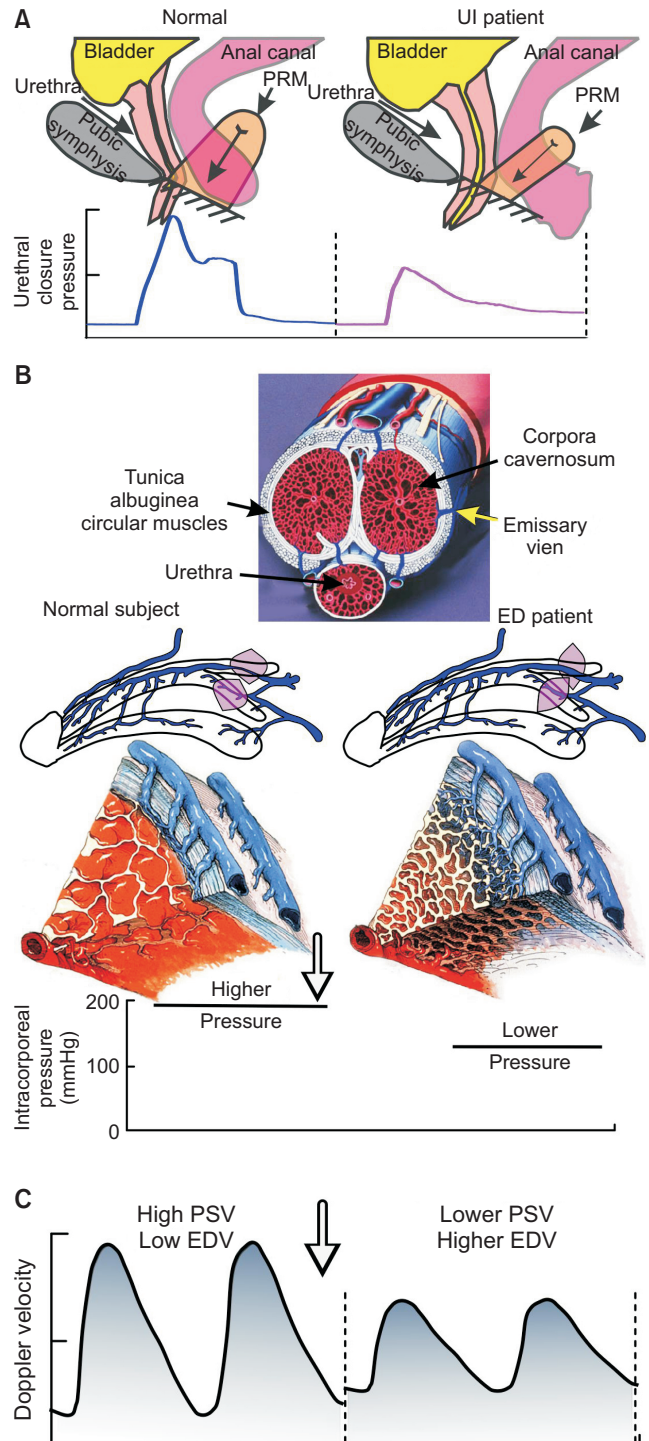 A
Normal
UI patient
Bladder
Anal canal
PRM
Urethra
Pubic
symphysis
Bladder
Anal canal
PRM
Urethra
Pubic
symphysis
Urethral
closure
pressure
B
Tunica
albuginea
circular muscles
Corpora
cavernosum
Emissary
vien
Urethra
Normal subject
ED patient
Higher
Pressure
Lower
Pressure
Intracorporeal
pressure
(mmHg)
200
100
0
C
High PSV
Low EDV
Lower PSV
Higher EDV
Doppler velocity